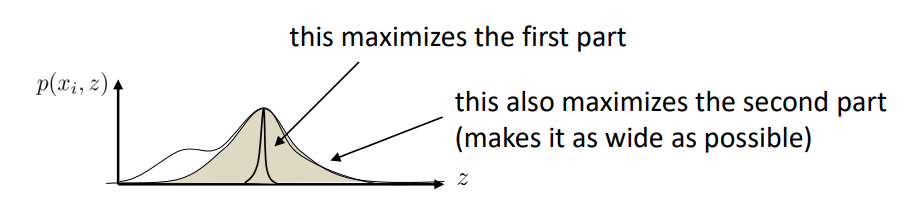 this maximizes the first part
p(x_i, z)
this also maximizes the second part
(makes it as wide as possible)
z